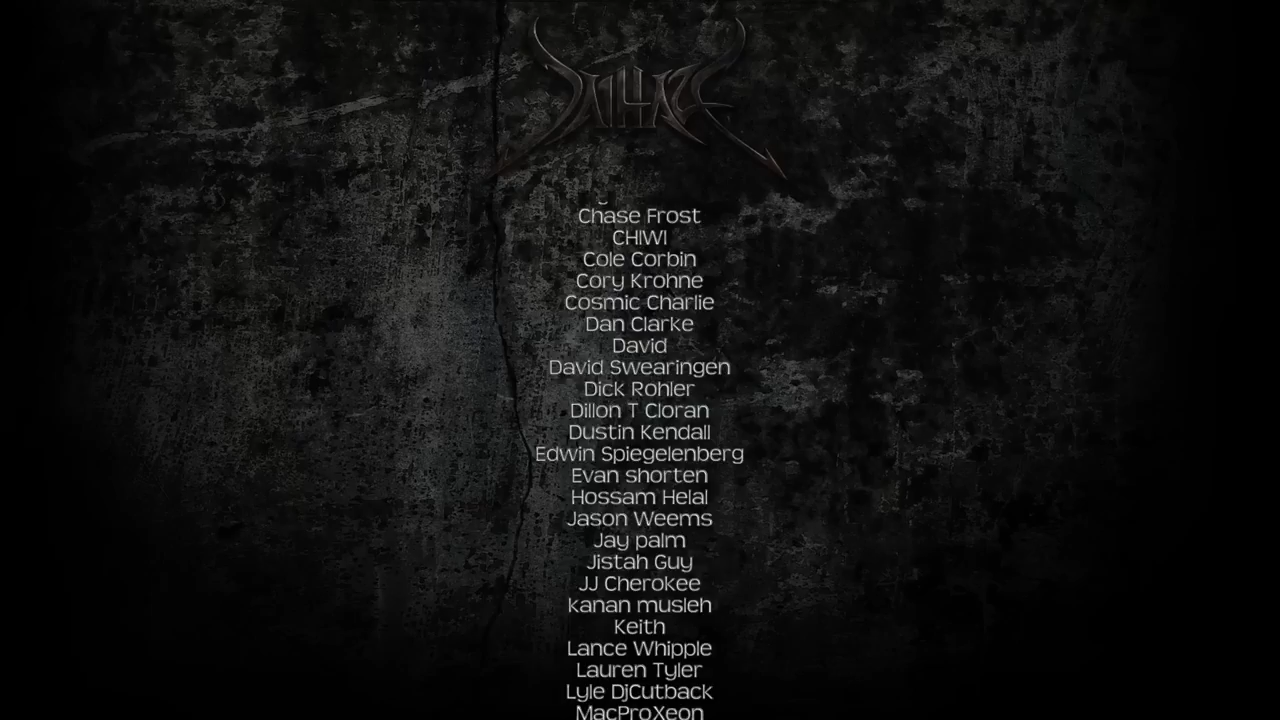 Chase Frost
CHIWI
Cole Corbin
Cory Krohne
Cosmic Charlie
Dan Clarke
David
David Swearingen
Dick Rohler
Dillon T Cloran
Dustin Kendall
Edwin Spiegelenberg
Evan shorten
Hossam Helal
Jason Weems
Jay palm
Jistah Guy
JJ Cherokee
kanan musleh
Keith
Lance Whipple
Lauren Tyler
Lyle DjCutback
MacProXeon